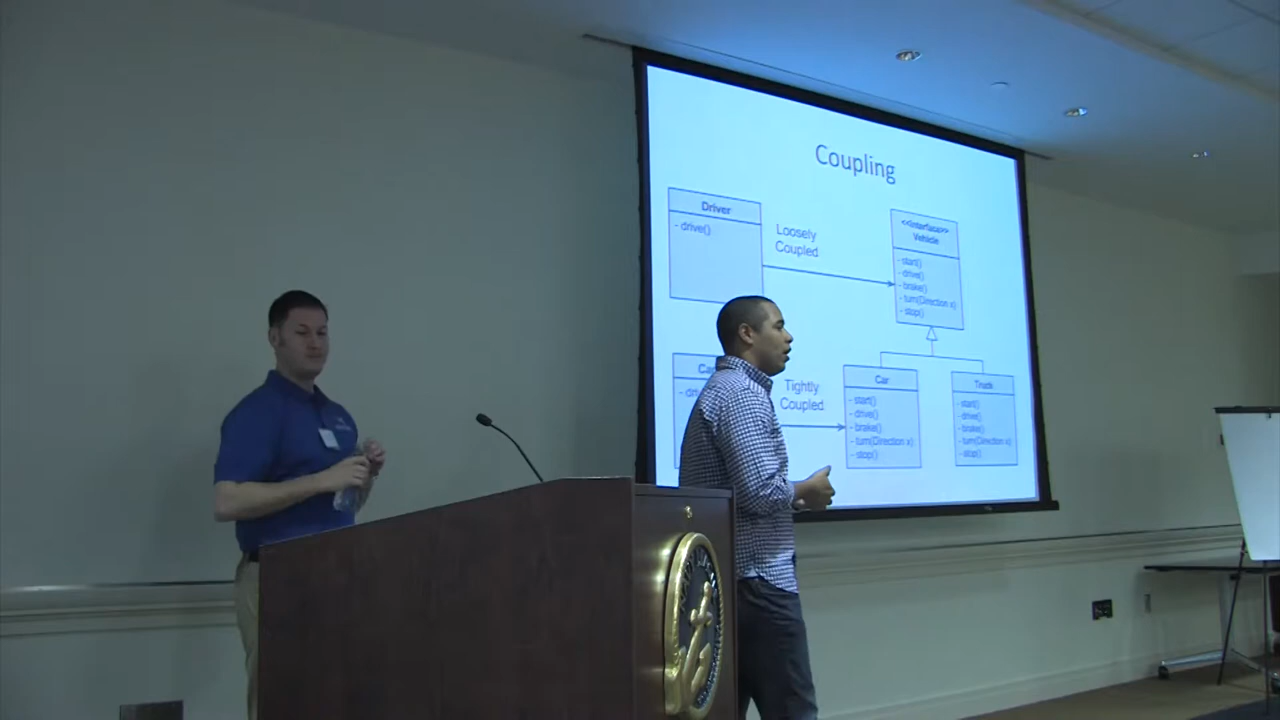 Coupling
Driver
- drive()
Loosely
Coupled
<<Interface>>
Vehicle
- start()
- drive()
- brake()
- turn(Direction x)
- stop()
Tightly
Coupled
Car
- start()
- drive()
- brake()
- turn(Direction x)
- stop()
Truck
- start()
- drive()
- brake()
- turn(Direction x)
- stop()